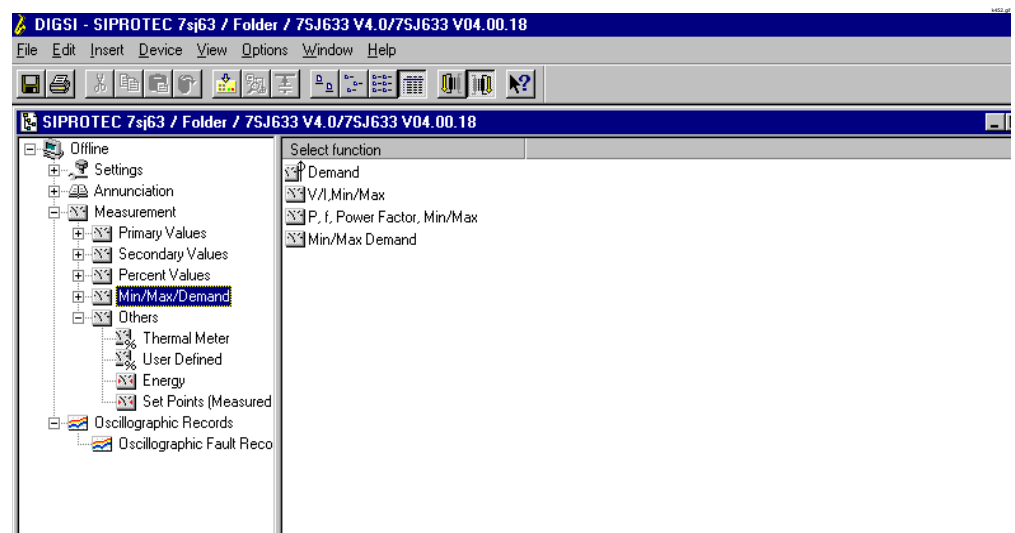 k452.gif
DIGSI - SIPROTEC 7sj63 / Folder / 7SJ633 V4.0/7SJ633 V04.00.18
File Edit Insert Device View Options Window Help
SIPROTEC 7sj63 / Folder / 7SJ633 V4.0/7SJ633 V04.00.18
Offline
Settings
Annunciation
Measurement
Primary Values
Secondary Values
Percent Values
Min/Max/Demand
Others
Thermal Meter
User Defined
Energy
Set Points (Measured
Oscillographic Records
Oscillographic Fault Reco
Select function
Demand
V/I,Min/Max
P, f, Power Factor, Min/Max
Min/Max Demand